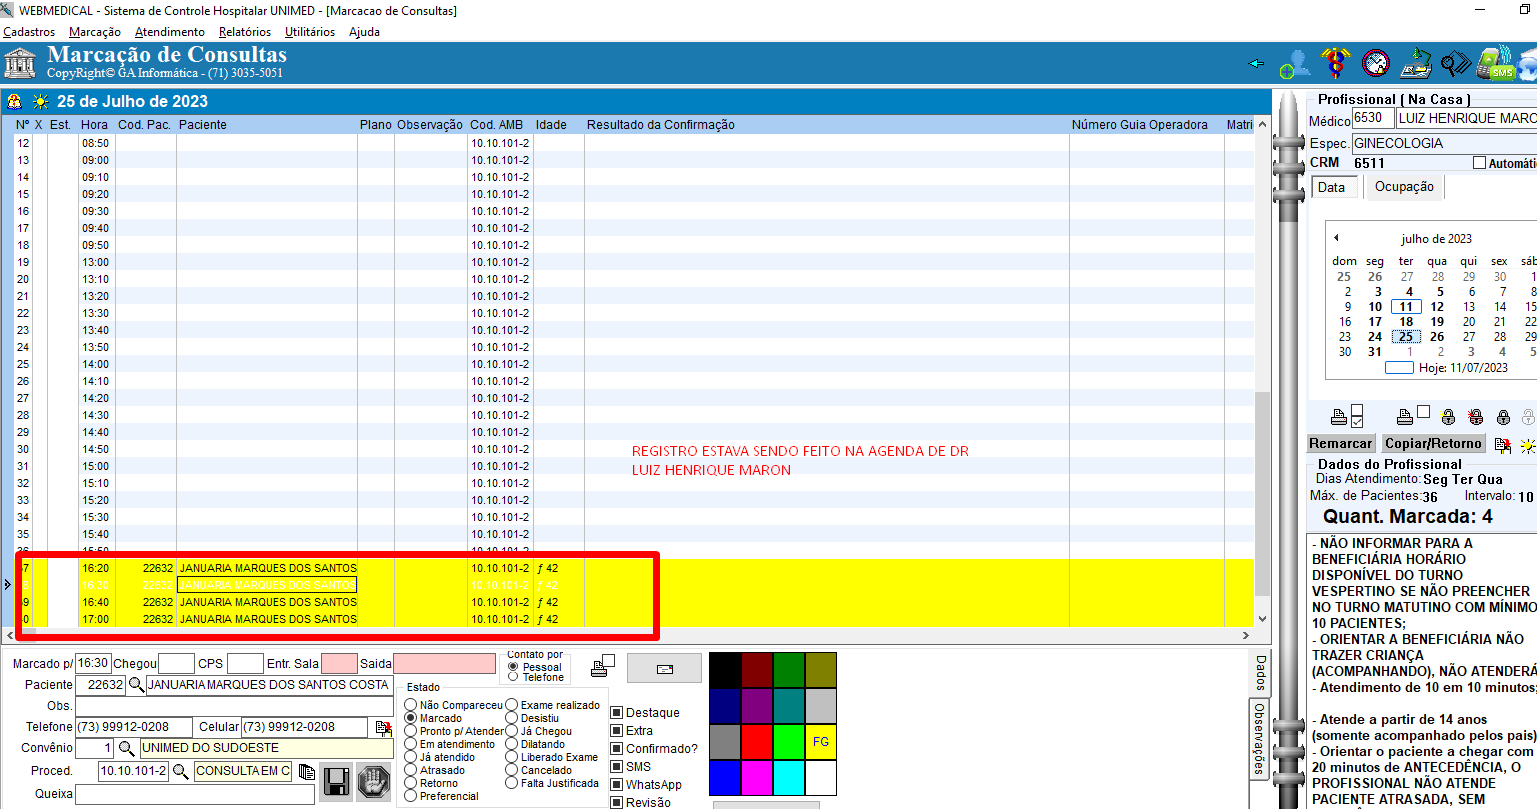 WEBMEDICAL - Sistema de Controle Hospitalar UNIMED - [Marcacao de Consultas]
Cadastros Marcação Atendimento Relatórios Utilitários Ajuda
Marcação de Consultas
CopyRight© GA Informática - (71) 3035-5051
SMS
25 de Julho de 2023
Nº X Est. Hora Cod. Pac. Paciente Plano Observação Cod. AMB Idade Resultado da Confirmação Número Guia Operadora Matri
12 08:50 10.10.101-2
13 09:00 10.10.101-2
14 09:10 10.10.101-2
15 09:20 10.10.101-2
16 09:30 10.10.101-2
17 09:40 10.10.101-2
18 09:50 10.10.101-2
19 13:00 10.10.101-2
20 13:10 10.10.101-2
21 13:20 10.10.101-2
22 13:30 10.10.101-2
23 13:40 10.10.101-2
24 13:50 10.10.101-2
25 14:00 10.10.101-2
26 14:10 10.10.101-2
27 14:20 10.10.101-2
28 14:30 10.10.101-2
29 14:40 10.10.101-2
30 14:50 10.10.101-2
31 15:00 10.10.101-2
32 15:10 10.10.101-2
33 15:20 10.10.101-2
34 15:30 10.10.101-2
35 15:40 10.10.101-2
36 15:50 10.10.101-2
REGISTRO ESTAVA SENDO FEITO NA AGENDA DE DR
LUIZ HENRIQUE MARON
16:20 22632 JANUARIA MARQUES DOS SANTOS 10.10.101-2 ƒ 42
16:30 22632 JANUARIA MARQUES DOS SANTOS 10.10.101-2 ƒ 42
16:40 22632 JANUARIA MARQUES DOS SANTOS 10.10.101-2 ƒ 42
17:00 22632 JANUARIA MARQUES DOS SANTOS 10.10.101-2 ƒ 42
Marcado p/ 16:30 Chegou CPS Entr. Sala Saida
Paciente 22632 JANUARIA MARQUES DOS SANTOS COSTA
Obs.
Telefone (73) 99912-0208 Celular (73) 99912-0208
Convênio 1 UNIMED DO SUDOESTE
Proced. 10.10.101-2 CONSULTA EM C
Queixa
Contato por
Pessoal
Telefone
Estado
Não Compareceu Exame realizado
Marcado Desistiu
Pronto p/ Atender Já Chegou
Em atendimento Dilatando
Já atendido Liberado Exame
Atrasado Cancelado
Retorno Falta Justificada
Preferencial
Destaque
Extra
Confirmado?
SMS
WhatsApp
Revisão
FG
Dados
Observações
Profissional ( Na Casa )
Médico 6530 LUIZ HENRIQUE MARO
Espec. GINECOLOGIA
CRM 6511 Automáti
Data Ocupação
julho de 2023
dom seg ter qua qui sex sáb
25 26 27 28 29 30 1
2 3 4 5 6 7 8
9 10 11 12 13 14 15
16 17 18 19 20 21 22
23 24 25 26 27 28 29
30 31 1 2 3 4 5
Hoje: 11/07/2023
Remarcar Copiar/Retorno
Dados do Profissional
Dias Atendimento: Seg Ter Qua
Máx. de Pacientes: 36 Intervalo: 10
Quant. Marcada: 4
- NÃO INFORMAR PARA A
BENEFICIÁRIA HORÁRIO
DISPONÍVEL DO TURNO
VESPERTINO SE NÃO PREENCHER
NO TURNO MATUTINO COM MÍNIMO
10 PACIENTES;
- ORIENTAR A BENEFICIÁRIA NÃO
TRAZER CRIANÇA
(ACOMPANHANDO), NÃO ATENDERÁ
- Atendimento de 10 em 10 minutos;
- Atende a partir de 14 anos
(somente acompanhado pelos pais)
- Orientar o paciente a chegar com
20 minutos de ANTECEDÊNCIA, O
PROFISSIONAL NÃO ATENDE
PACIENTE ATRASADA, SEM